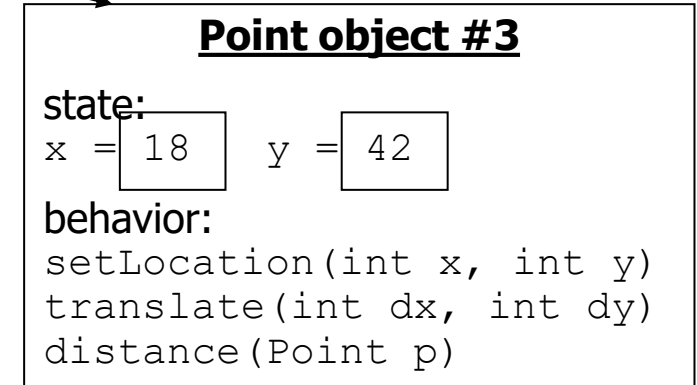 Point object #3
state:
x = 18 y = 42
behavior:
setLocation(int x, int y)
translate(int dx, int dy)
distance(Point p)